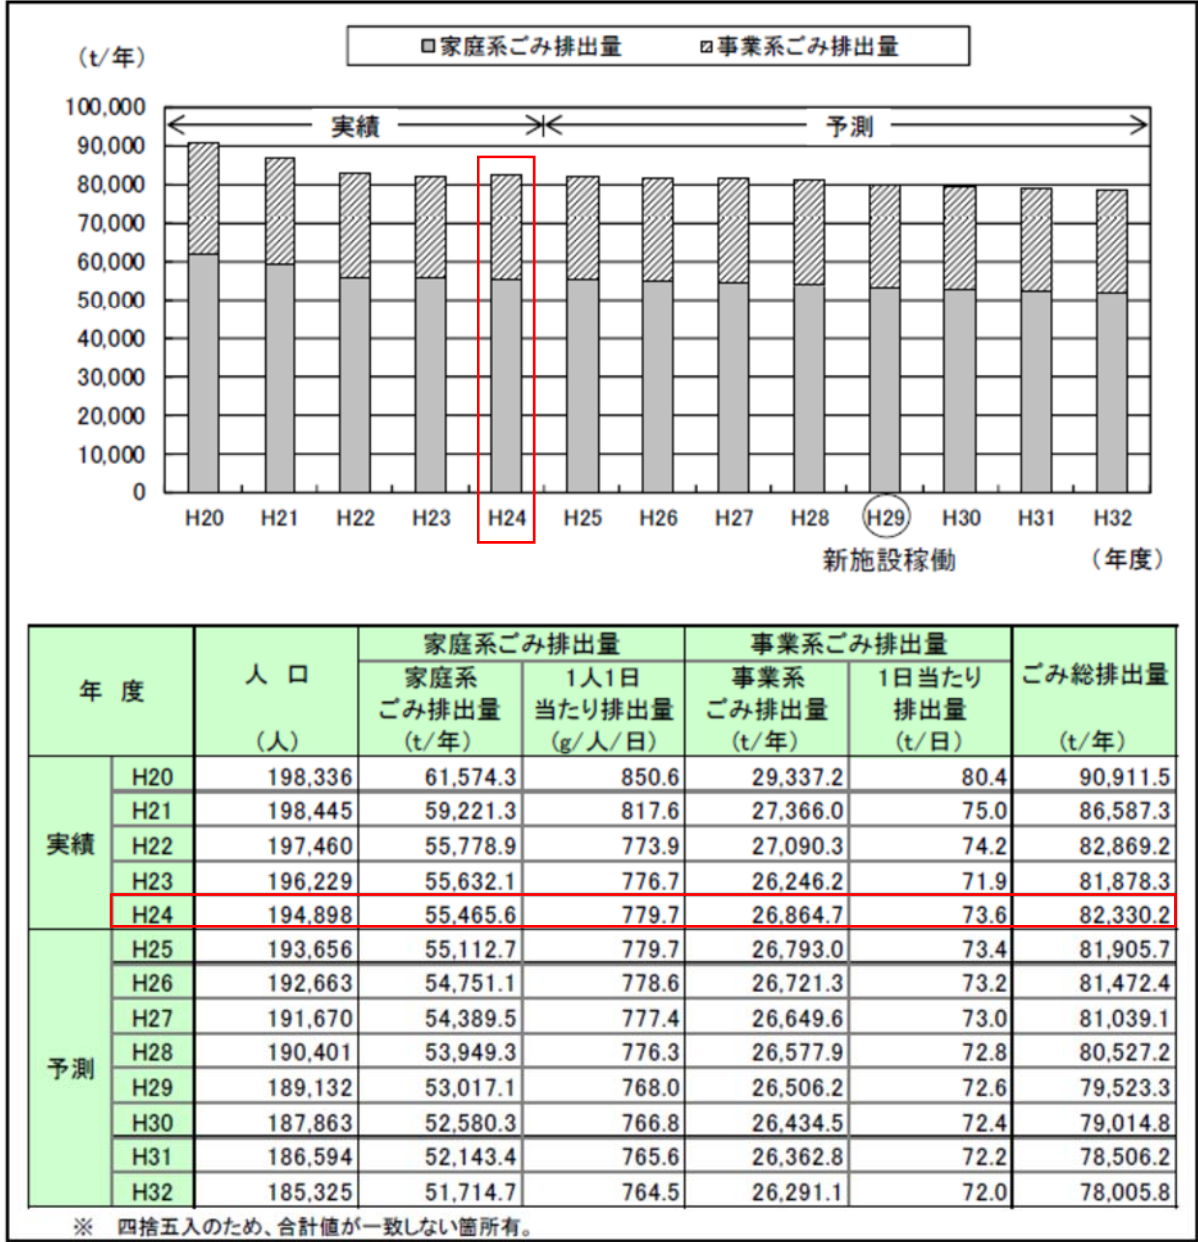 □家庭系ごみ排出量 □事業系ごみ排出量
(t/年)
100,000
90,000
80,000
70,000
60,000
50,000
40,000
30,000
20,000
10,000
0
実績 予測
H20 H21 H22 H23 H24 H25 H26 H27 H28 H29 H30 H31 H32
新施設稼働 (年度)
年 度 人 口 (人) 家庭系ごみ排出量 事業系ごみ排出量 ごみ総排出量 (t/年)
家庭系 1人1日 事業系 1日当たり
ごみ排出量 当たり排出量 ごみ排出量 排出量
(t/年) (g/人/日) (t/年) (t/日)
実績
H20 198,336 61,574.3 850.6 29,337.2 80.4 90,911.5
H21 198,445 59,221.3 817.6 27,366.0 75.0 86,587.3
H22 197,460 55,778.9 773.9 27,090.3 74.2 82,869.2
H23 196,229 55,632.1 776.7 26,246.2 71.9 81,878.3
H24 194,898 55,465.6 779.7 26,864.7 73.6 82,330.2
予測
H25 193,656 55,112.7 779.7 26,793.0 73.4 81,905.7
H26 192,663 54,751.1 778.6 26,721.3 73.2 81,472.4
H27 191,670 54,389.5 777.4 26,649.6 73.0 81,039.1
H28 190,401 53,949.3 776.3 26,577.9 72.8 80,527.2
H29 189,132 53,017.1 768.0 26,506.2 72.6 79,523.3
H30 187,863 52,580.3 766.8 26,434.5 72.4 79,014.8
H31 186,594 52,143.4 765.6 26,362.8 72.2 78,506.2
H32 185,325 51,714.7 764.5 26,291.1 72.0 78,005.8
※ 四捨五入のため、合計値が一致しない箇所有。